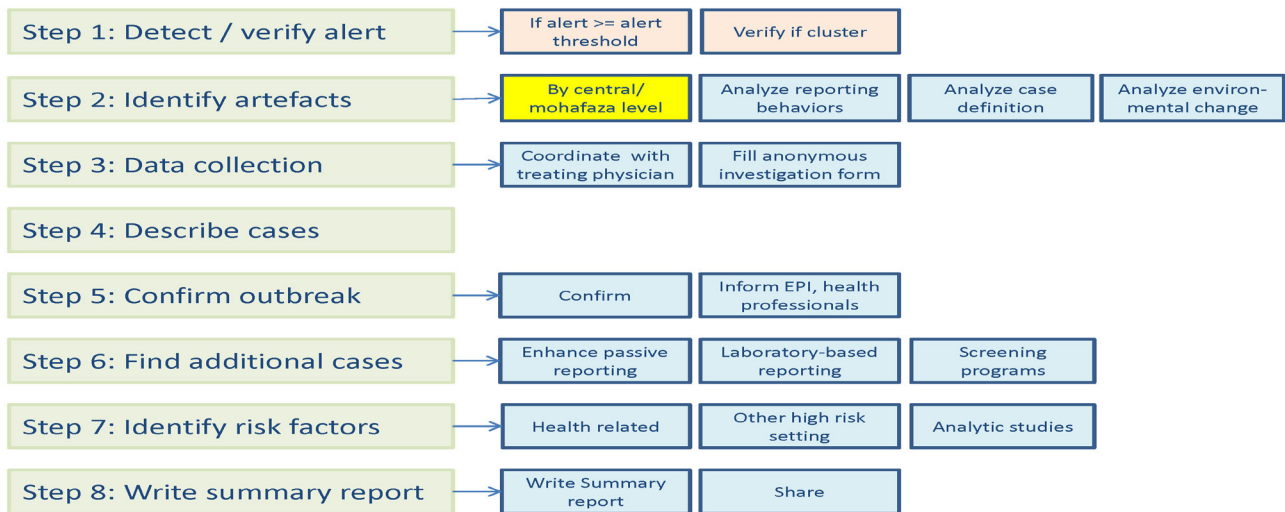 Step 1: Detect / verify alert
If alert >= alert
threshold
Verify if cluster
Step 2: Identify artefacts
By central/
mohafaza level
Analyze reporting
behaviors
Analyze case
definition
Analyze environ-
mental change
Step 3: Data collection
Coordinate with
treating physician
Fill anonymous
investigation form
Step 4: Describe cases
Step 5: Confirm outbreak
Confirm
Inform EPI, health
professionals
Step 6: Find additional cases
Enhance passive
reporting
Laboratory-based
reporting
Screening
programs
Step 7: Identify risk factors
Health related
Other high risk
setting
Analytic studies
Step 8: Write summary report
Write Summary
report
Share